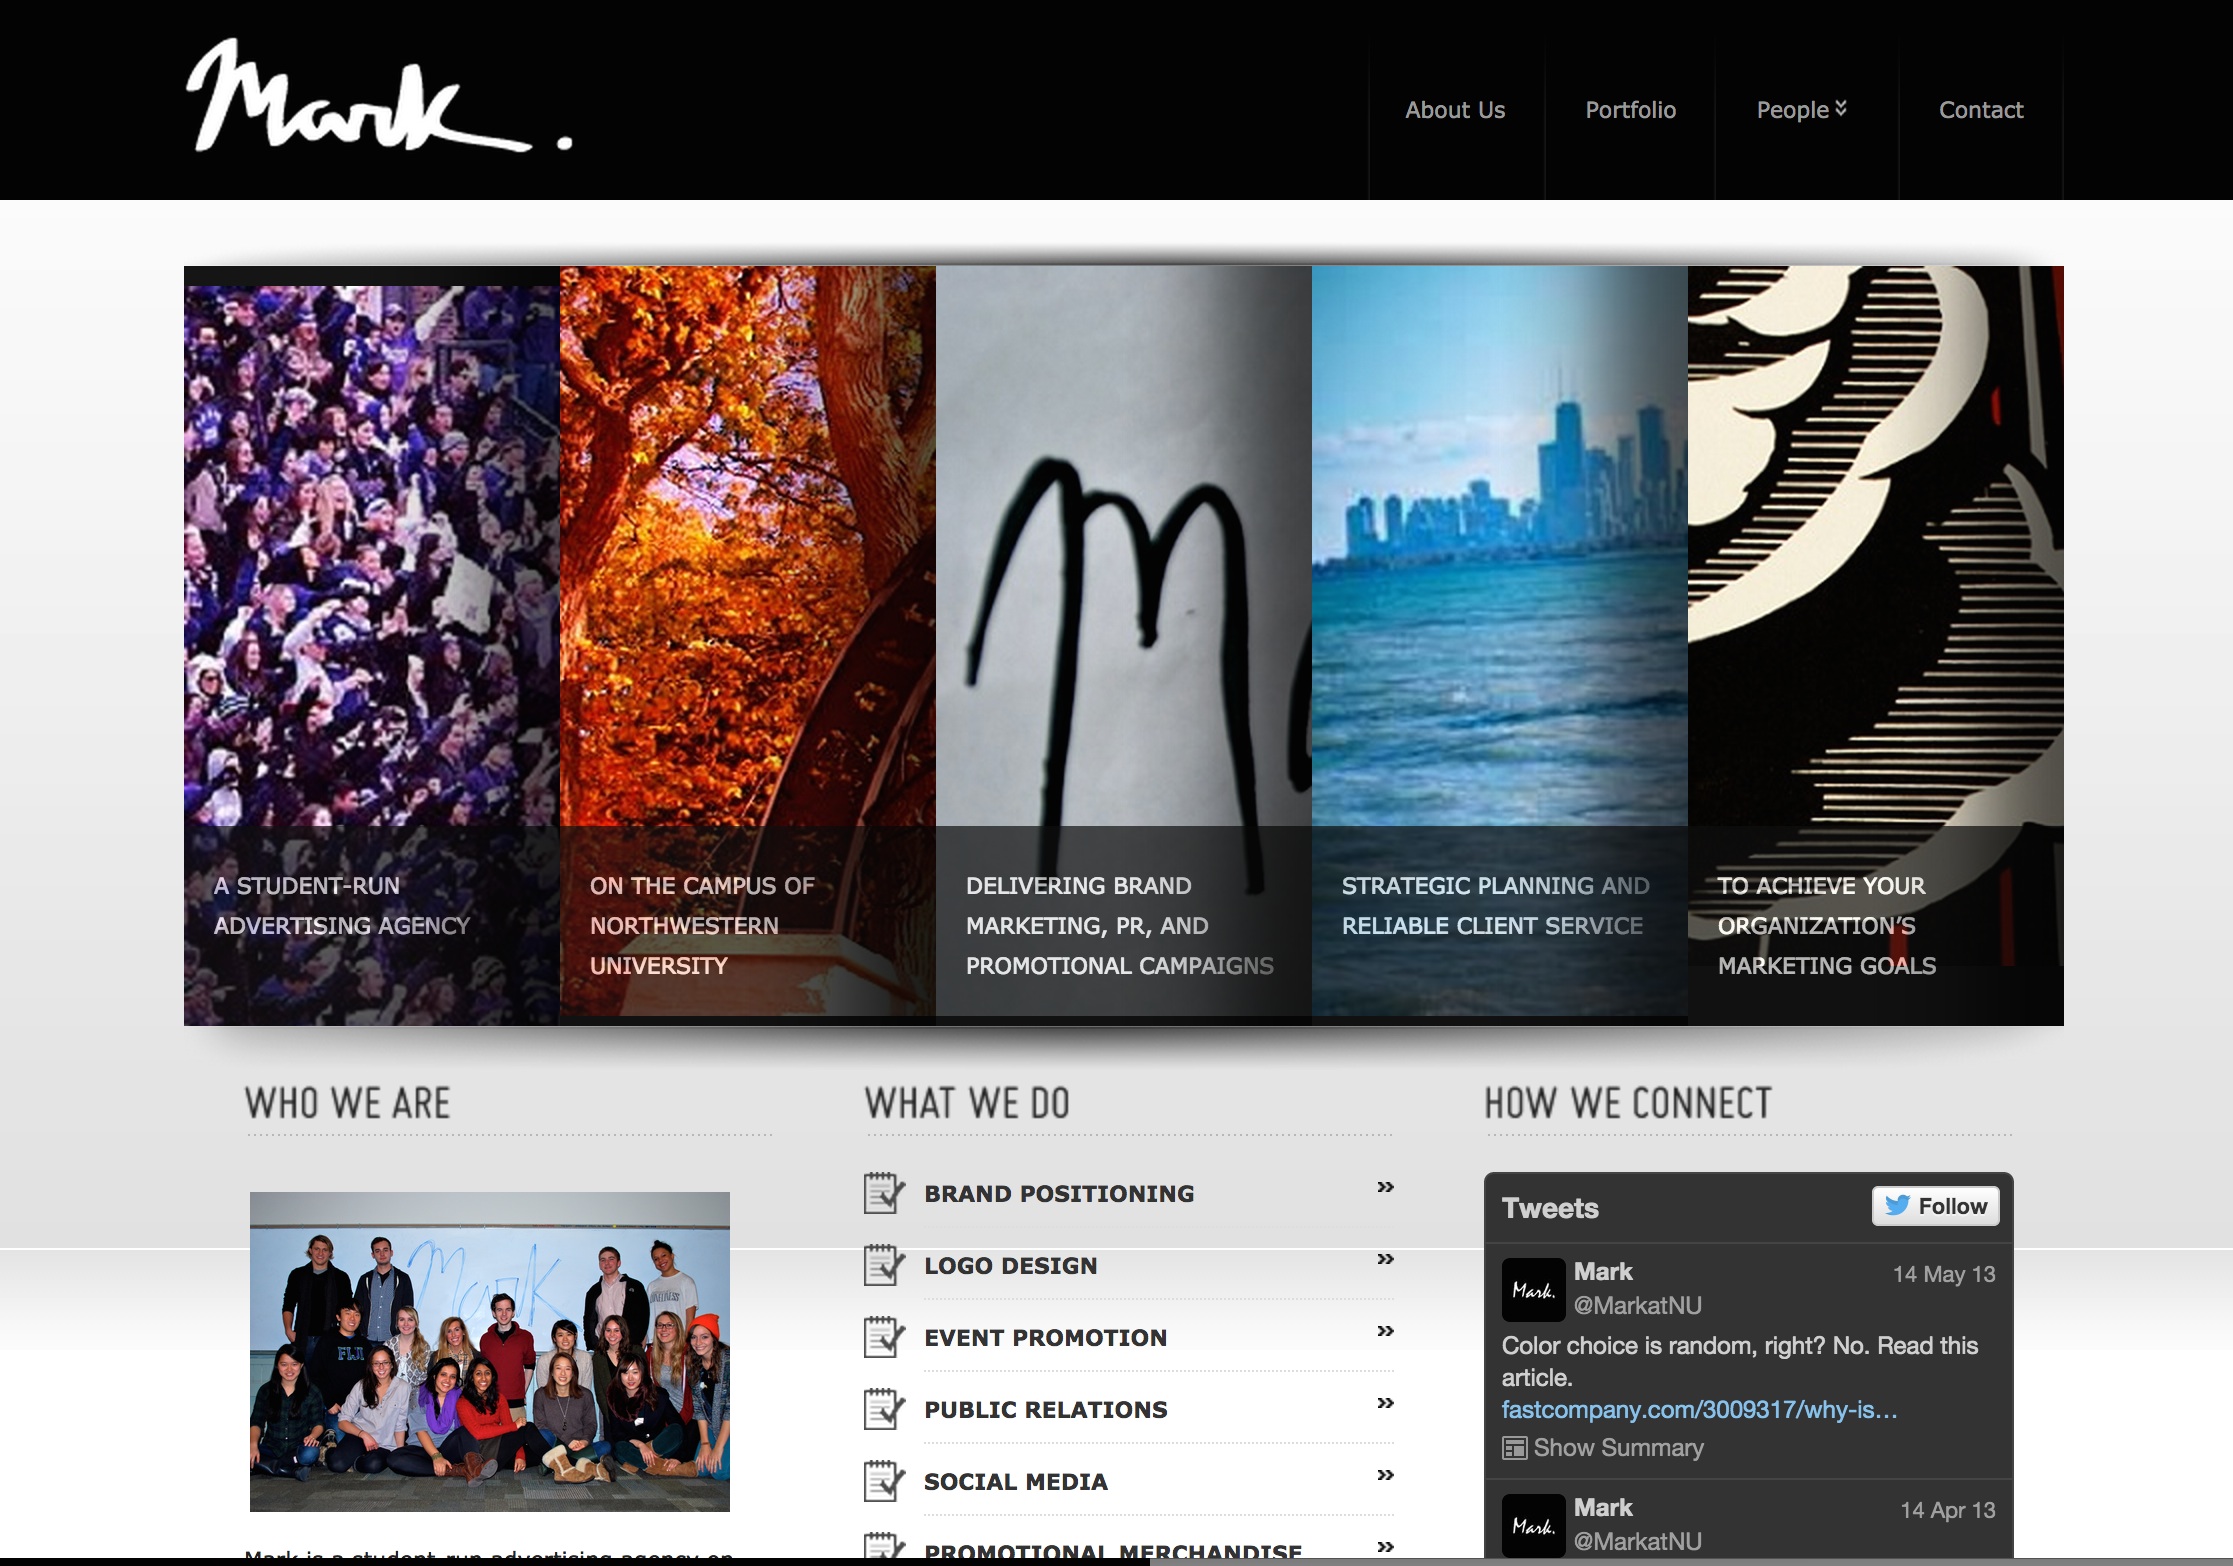 Mark.
About Us
Portfolio
People
Contact
A STUDENT-RUN
ADVERTISING AGENCY
ON THE CAMPUS OF
NORTHWESTERN
UNIVERSITY
DELIVERING BRAND
MARKETING, PR, AND
PROMOTIONAL CAMPAIGNS
STRATEGIC PLANNING AND
RELIABLE CLIENT SERVICE
TO ACHIEVE YOUR
ORGANIZATION'S
MARKETING GOALS
WHO WE ARE
Mark
FIJI
Mark is a student-run advertising agency on
WHAT WE DO
BRAND POSITIONING
LOGO DESIGN
EVENT PROMOTION
PUBLIC RELATIONS
SOCIAL MEDIA
PROMOTIONAL MERCHANDISE
HOW WE CONNECT
Tweets
Follow
Mark.
Mark
14 May 13
@MarkatNU
Color choice is random, right? No. Read this
article.
fastcompany.com/3009317/why-is...
Show Summary
Mark.
Mark
14 Apr 13
@MarkatNU